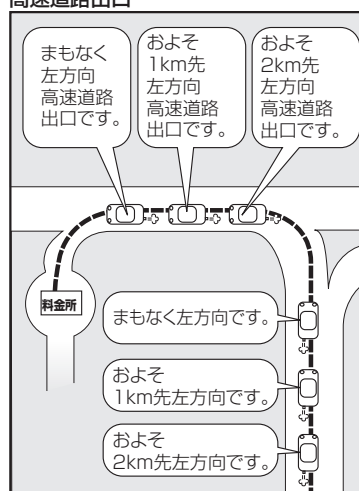 高速道路出口
まもなく
左方向
高速道路
出口です。
およそ
1km先
左方向
高速道路
出口です。
およそ
2km先
左方向
高速道路
出口です。
料金所
まもなく左方向です。
およそ
1km先左方向です。
およそ
2km先左方向です。